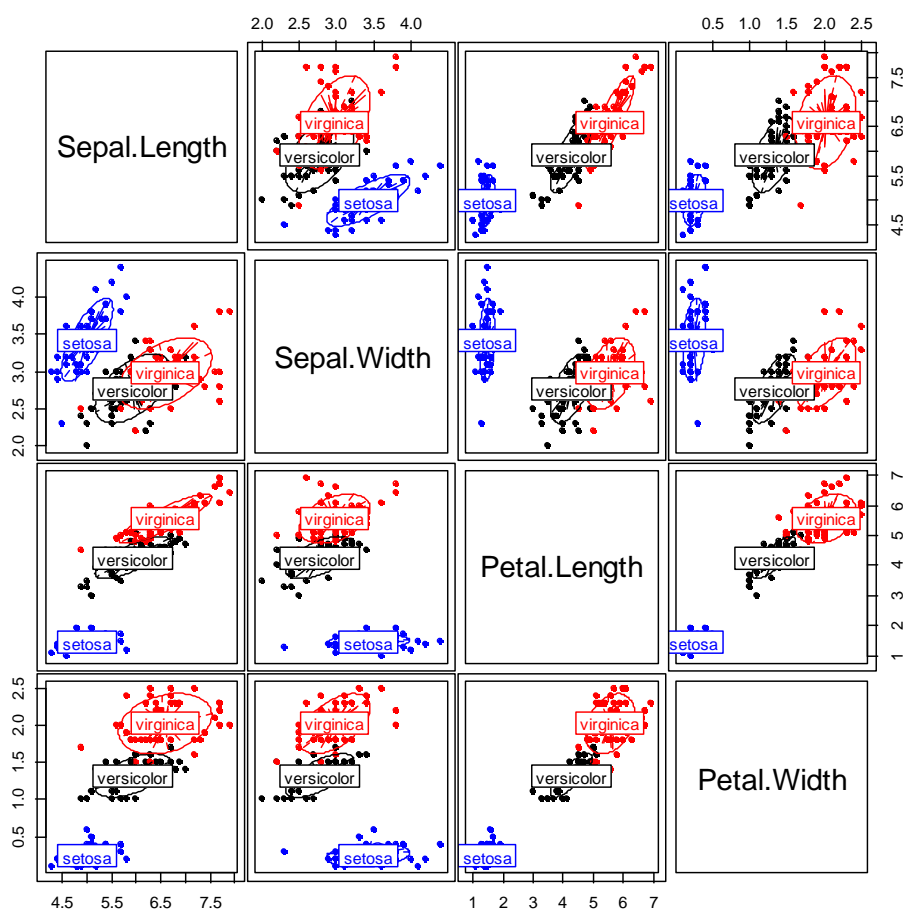 2.0 2.5 3.0 3.5 4.0
0.5 1.0 1.5 2.0 2.5
Sepal.Length
virginica
versicolor
setosa
virginica
versicolor
setosa
virginica
versicolor
setosa
4.5 5.5 6.5 7.5
2.0 2.5 3.0 3.5 4.0
setosa
virginica
versicolor
Sepal.Width
setosa
virginica
versicolor
setosa
virginica
versicolor
virginica
versicolor
setosa
virginica
versicolor
setosa
Petal.Length
virginica
versicolor
setosa
1 2 3 4 5 6 7
0.5 1.0 1.5 2.0 2.5
virginica
versicolor
setosa
virginica
versicolor
setosa
virginica
versicolor
setosa
Petal.Width
4.5 5.5 6.5 7.5
1 2 3 4 5 6 7